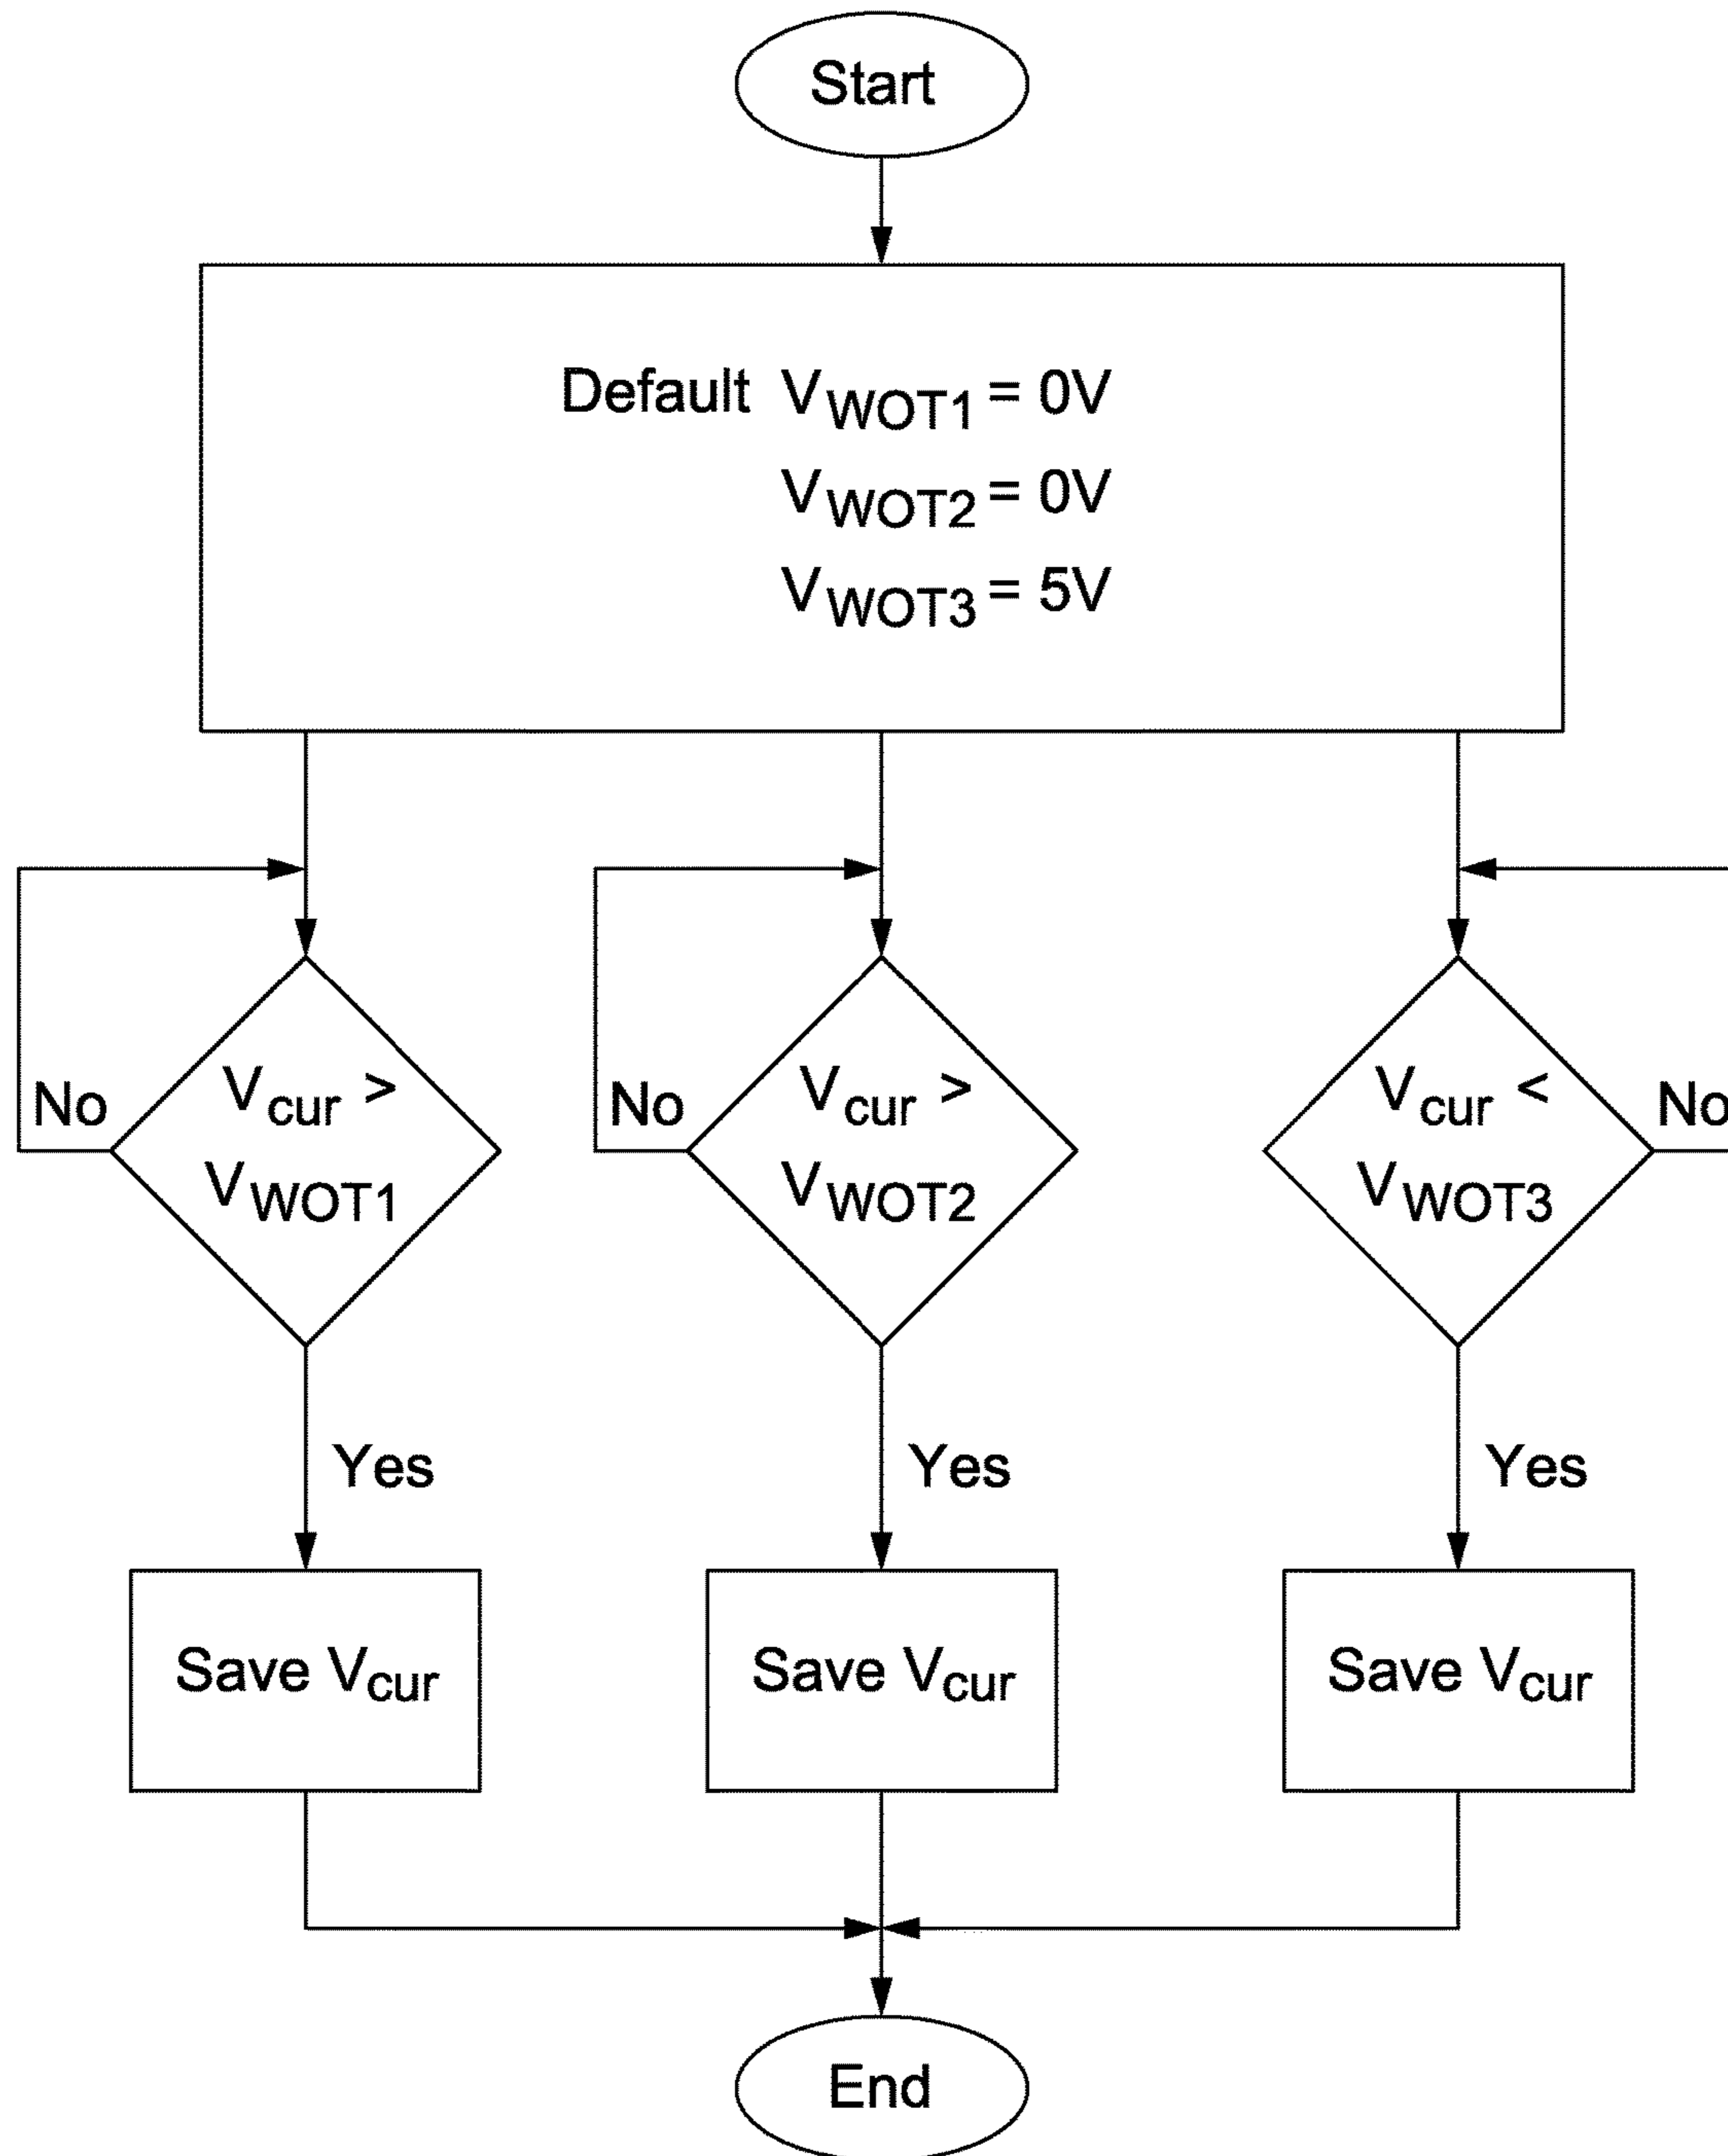 Start
Default V_WOT1 = 0V
V_WOT2 = 0V
V_WOT3 = 5V
No
V_cur >
V_WOT1
No
V_cur >
V_WOT2
V_cur <
V_WOT3
No
Yes
Yes
Yes
Save V_cur
Save V_cur
Save V_cur
End